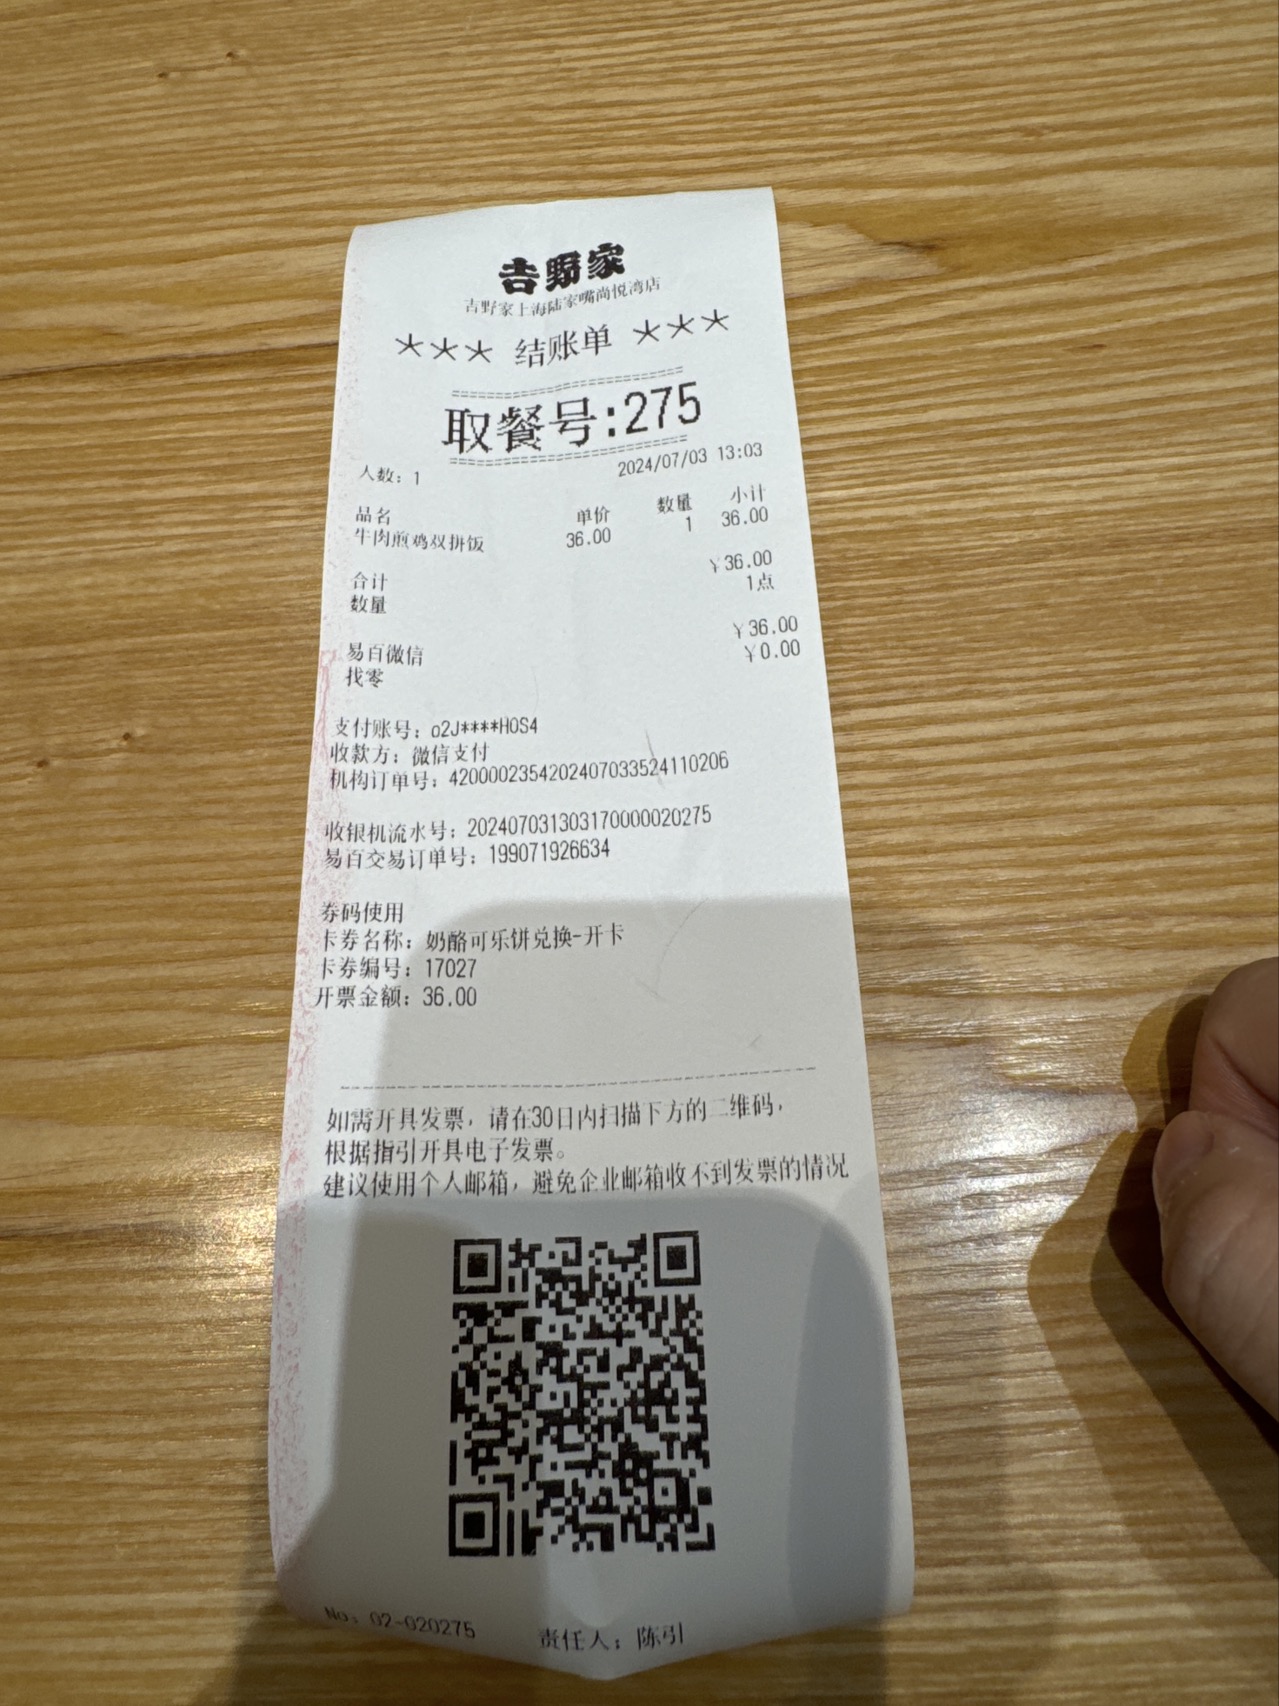 吉野家
吉野家上海陆家嘴尚悦湾店
*** 结账单 ***
取餐号:275
人数: 1 2024/07/03 13:03
品名 单价 数量 小计
牛肉煎鸡双拼饭 36.00 1 36.00
合计 ¥36.00
数量 1点
易百微信 ¥36.00
找零 ¥0.00
支付账号: o2J****HOS4
收款方: 微信支付
机构订单号: 4200002354202407033524110206
收银机流水号: 202407031303170000020275
易百交易订单号: 199071926634
券码使用
卡券名称: 奶酪可乐饼兑换-开卡
卡券编号: 17027
开票金额: 36.00
如需开具发票, 请在30日内扫描下方的二维码,
根据指引开具电子发票。
建议使用个人邮箱, 避免企业邮箱收不到发票的情况
No: 02-020275 责任人: 陈引